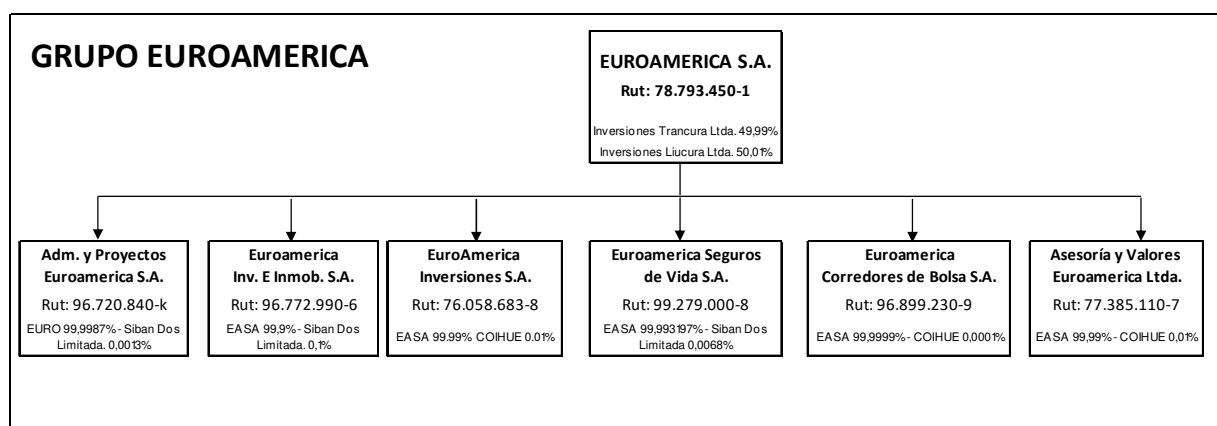 GRUPO EUROAMERICA
EUROAMERICA S.A.
Rut: 78.793.450-1
Inversiones Trancura Ltda. 49,99%
Inversiones Liucura Ltda. 50,01%
Adm. y Proyectos
Euroamerica S.A.
Rut: 96.720.840-k
EURO 99,9987% - Siban Dos
Limitada. 0,0013%
Euroamerica
Inv. E Inmob. S.A.
Rut: 96.772.990-6
EASA 99,9% - Siban Dos
Limitada. 0,1%
EuroAmerica
Inversiones S.A.
Rut: 76.058.683-8
EASA 99.99% COIHUE 0.01%
Euroamerica Seguros
de Vida S.A.
Rut: 99.279.000-8
EASA 99,993197% - Siban Dos
Limitada 0,0068%
Euroamerica
Corredores de Bolsa S.A.
Rut: 96.899.230-9
EASA 99,9999% - COIHUE 0,0001%
Asesoría y Valores
Euroamerica Ltda.
Rut: 77.385.110-7
EASA 99,99% - COIHUE 0,01%